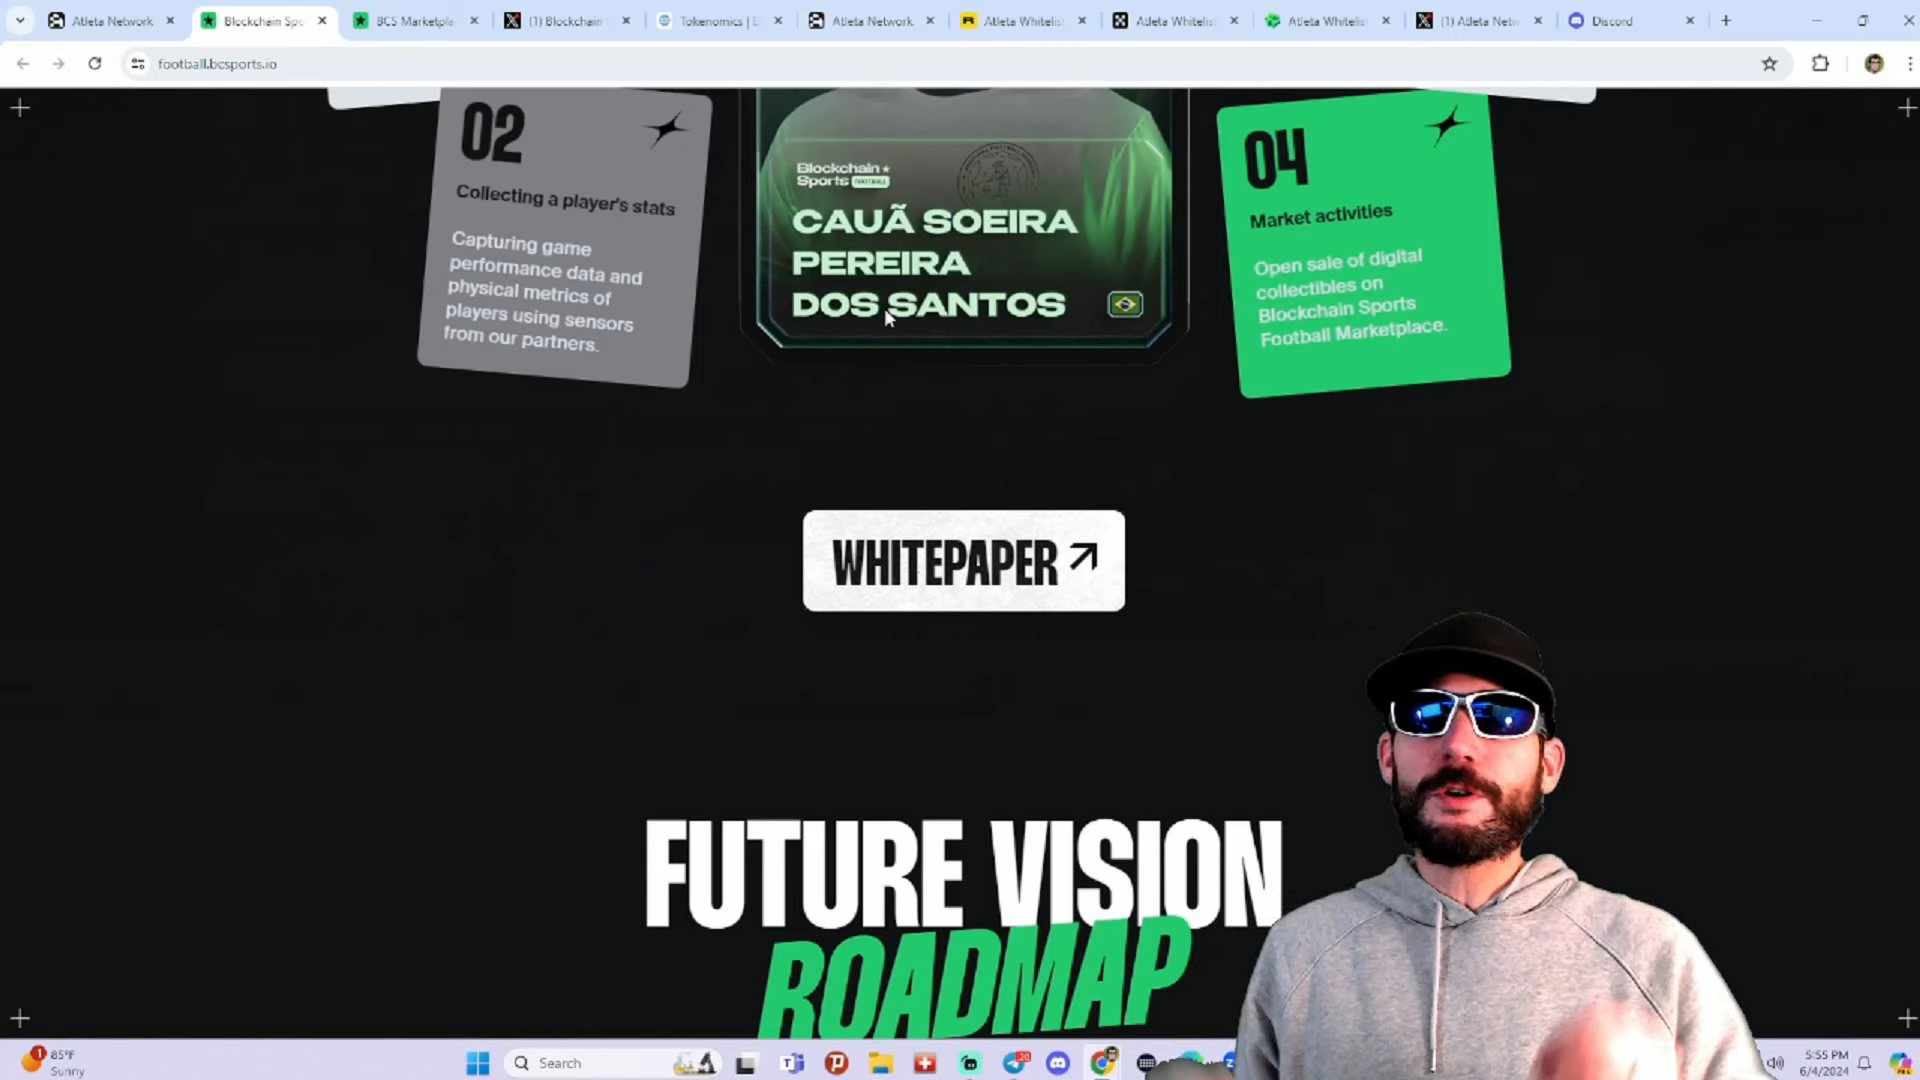 Atleta Network
Blockchain Spo
BCS Marketpla
(1) Blockchain
Tokenomics |
Atleta Network
Atleta Whitelis
Atleta Whitelis
Atleta Whitelis
(1) Atleta Netw
Discord
football.bcsports.io
02
Collecting a player's stats
Capturing game
performance data and
physical metrics of
players using sensors
from our partners.
Blockchain
Sports FOOTBALL
CAUÃ SOEIRA
PEREIRA
DOS SANTOS
04
Market activities
Open sale of digital
collectibles on
Blockchain Sports
Football Marketplace.
WHITEPAPER
FUTURE VISION
ROADMAP
1
85°F
Sunny
Search
20
5:55 PM
6/4/2024